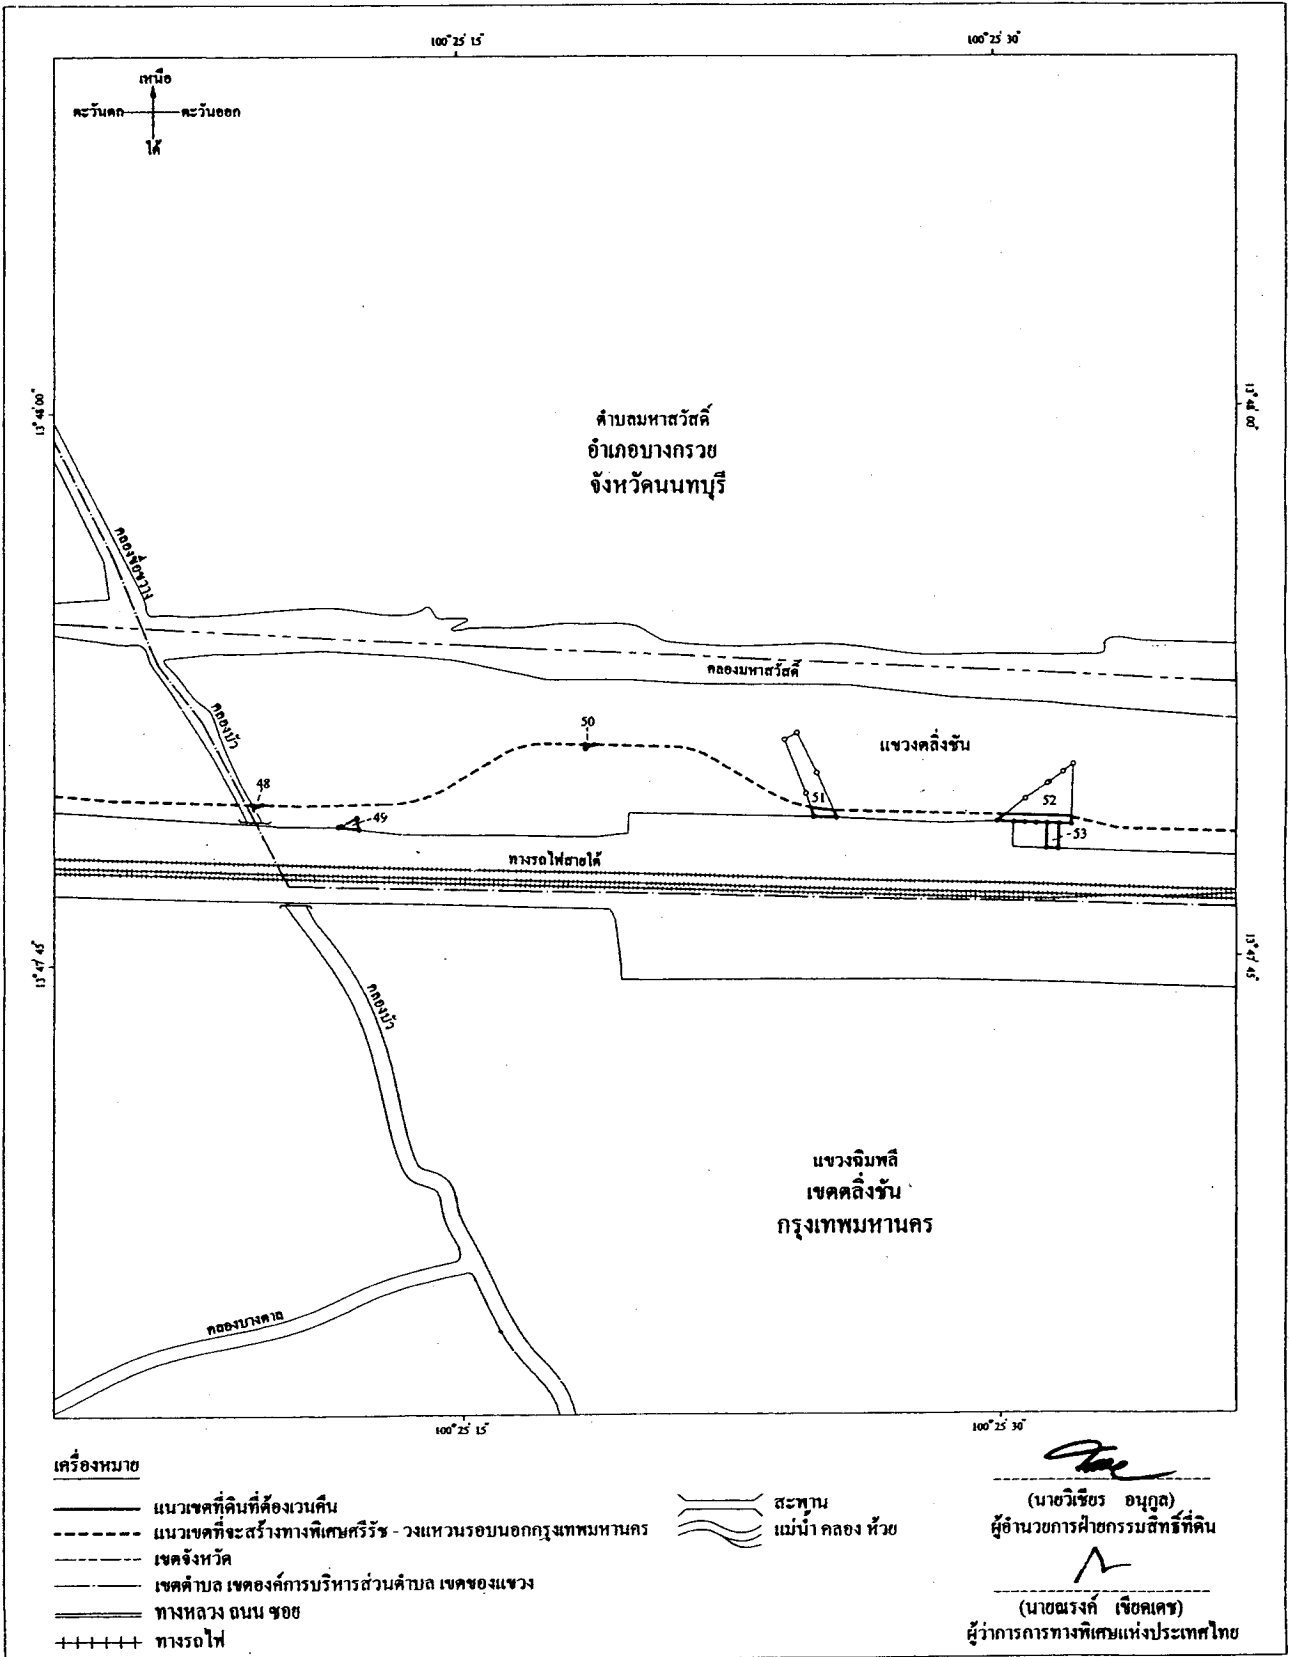 100° 25' 15"
100° 25' 30"
เหนือ
ตะวันตก
ตะวันออก
ใต้
13° 48' 00"
13° 48' 00"
ตำบลมหาสวัสดิ์
อำเภอบางกรวย
จังหวัดนนทบุรี
คลองซื่อขวาง
คลองมหาสวัสดิ์
คลองบัว
50
แขวงตลิ่งชัน
48
49
51
52
53
ทางรถไฟสายใต้
13° 47' 45"
13° 47' 45"
คลองบัว
แขวงฉิมพลี
เขตตลิ่งชัน
กรุงเทพมหานคร
คลองบางตาล
100° 25' 15"
100° 25' 30"
เครื่องหมาย
แนวเขตที่ดินที่ต้องเวนคืน
แนวเขตที่จะสร้างทางพิเศษศรีรัช - วงแหวนรอบนอกกรุงเทพมหานคร
เขตจังหวัด
เขตตำบล เขตองค์การบริหารส่วนตำบล เขตของแขวง
ทางหลวง ถนน ซอย
ทางรถไฟ
สะพาน
แม่น้ำ คลอง ห้วย
(นายวิเชียร อนุกูล)
ผู้อำนวยการฝ่ายกรรมสิทธิ์ที่ดิน
(นายณรงค์ เขียดเดช)
ผู้ว่าการการทางพิเศษแห่งประเทศไทย